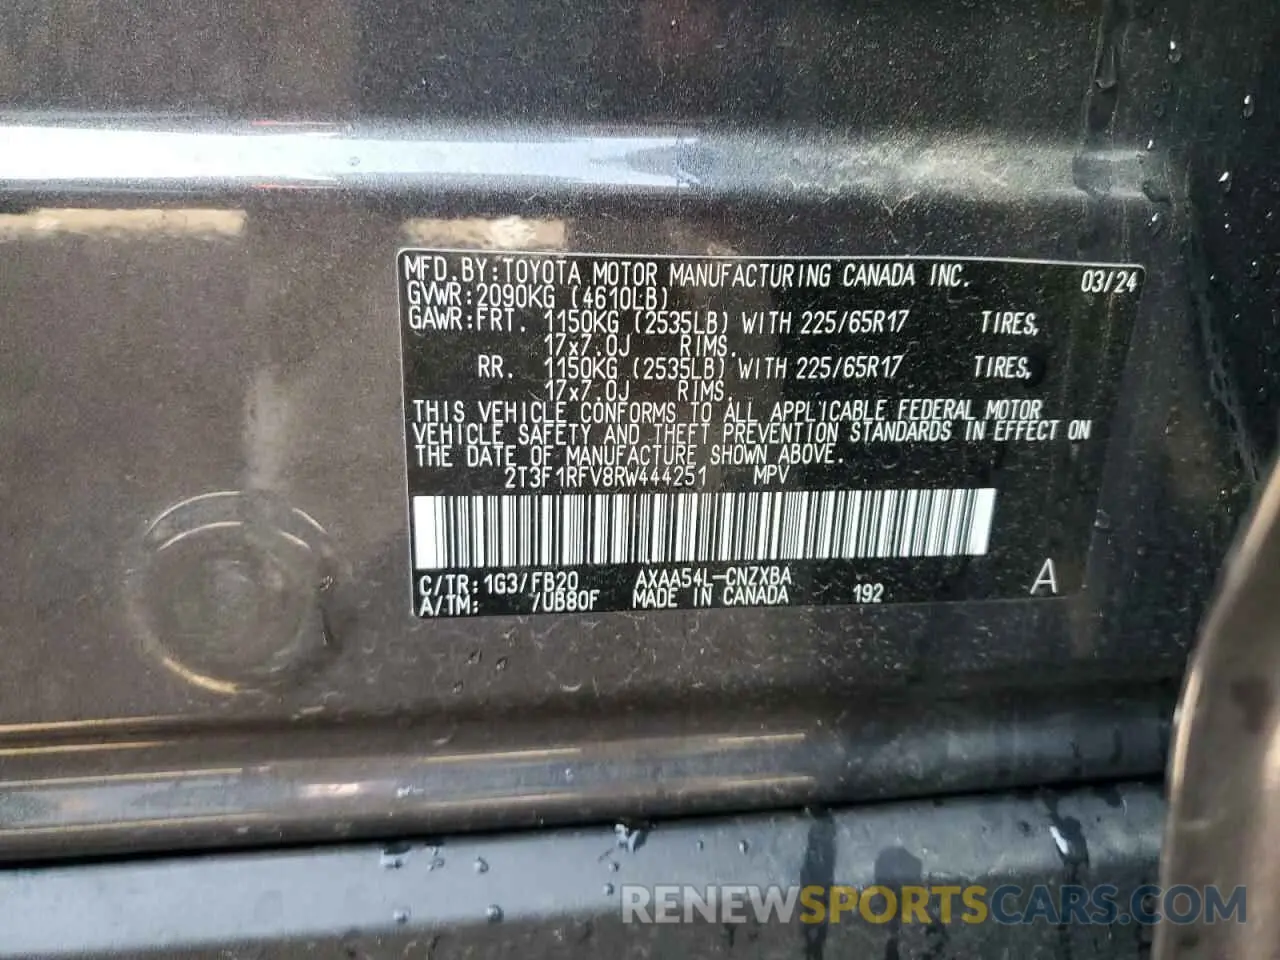 MFD.BY:TOYOTA MOTOR MANUFACTURING CANADA INC. 03/24
GVWR:2090KG (4610LB)
GAWR:FRT. 1150KG (2535LB) WITH 225/65R17 TIRES,
17x7.0J RIMS.
RR. 1150KG (2535LB) WITH 225/65R17 TIRES,
17x7.0J RIMS.
THIS VEHICLE CONFORMS TO ALL APPLICABLE FEDERAL MOTOR
VEHICLE SAFETY AND THEFT PREVENTION STANDARDS IN EFFECT ON
THE DATE OF MANUFACTURE SHOWN ABOVE.
2T3F1RFV8RW444251 MPV
C/TR:1G3/FB20 AXAA54L-CNZXBA
A/TM: /UB80F MADE IN CANADA 192 A
RENEWSPORTSCARS.COM